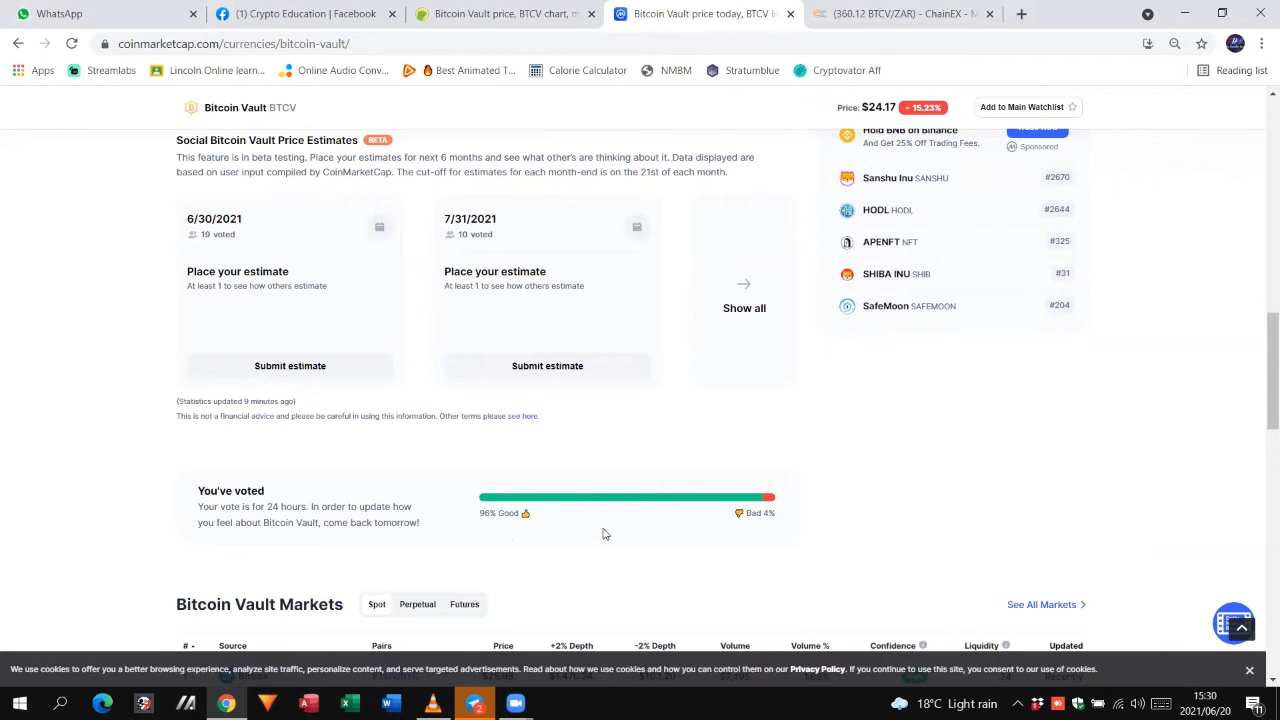 WhatsApp
(4) Education | Facebook
Bitcoin Vault price, BTCV chart, m
Bitcoin Vault price today, BTCV li
(360.12 BTCV/ZAR) - ChainEX - M
coinmarketcap.com/currencies/bitcoin-vault/
Apps
Streamlabs
Lincoln Online learn...
Online Audio Conv...
Best Animated T...
Calorie Calculator
NMBM
Stratumblue
Cryptovator Aff
Reading list
Bitcoin Vault BTCV
Price: $24.17 - 15.23%
Add to Main Watchlist
Social Bitcoin Vault Price Estimates BETA
This feature is in beta testing. Place your estimates for next 6 months and see what other's are thinking about it. Data displayed are
based on user input compiled by CoinMarketCap. The cut-off for estimates for each month-end is on the 21st of each month.
6/30/2021
19 voted
Place your estimate
At least 1 to see how others estimate
Submit estimate
7/31/2021
10 voted
Place your estimate
At least 1 to see how others estimate
Submit estimate
Show all
Hold BNB on Binance
And Get 25% Off Trading Fees.
Sponsored
Sanshu Inu SANSHU #2670
HODL HODL #2644
APENFT NFT #325
SHIBA INU SHIB #31
SafeMoon SAFEMOON #204
(Statistics updated 9 minutes ago)
This is not a financial advice and please be careful in using this information. Other terms please see here.
You've voted
Your vote is for 24 hours. In order to update how
you feel about Bitcoin Vault, come back tomorrow!
96% Good
Bad 4%
Bitcoin Vault Markets
Spot
Perpetual
Futures
See All Markets
# Source Pairs Price +2% Depth -2% Depth Volume Volume % Confidence Liquidity Updated
We use cookies to offer you a better browsing experience, analyze site traffic, personalize content, and serve targeted advertisements. Read about how we use cookies and how you can control them on our Privacy Policy. If you continue to use this site, you consent to our use of cookies.
18°C Light rain
15:30
2021/06/20
11
2